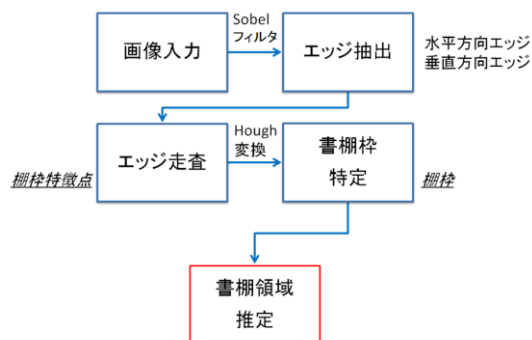 画像入力
Sobel
フィルタ
エッジ抽出
水平方向エッジ
垂直方向エッジ
棚枠特徴点
エッジ走査
Hough
変換
書棚枠
特定
棚枠
書棚領域
推定